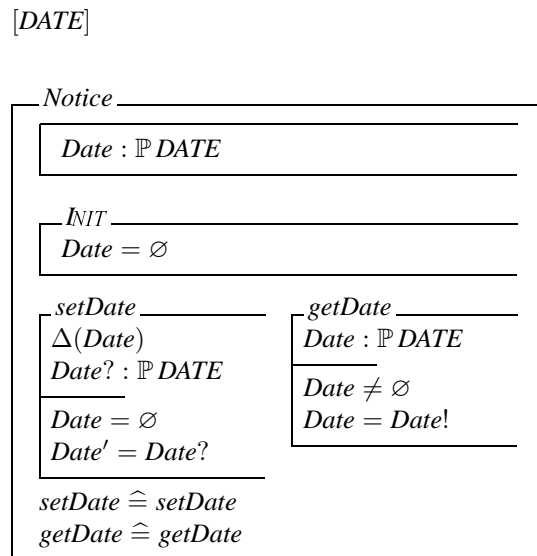 [DATE]
Notice
Date : ℙ DATE
INIT
Date = ∅
setDate
Δ(Date)
Date? : ℙ DATE
Date = ∅
Date′ = Date?
getDate
Date : ℙ DATE
Date ≠ ∅
Date = Date!
setDate ≙ setDate
getDate ≙ getDate